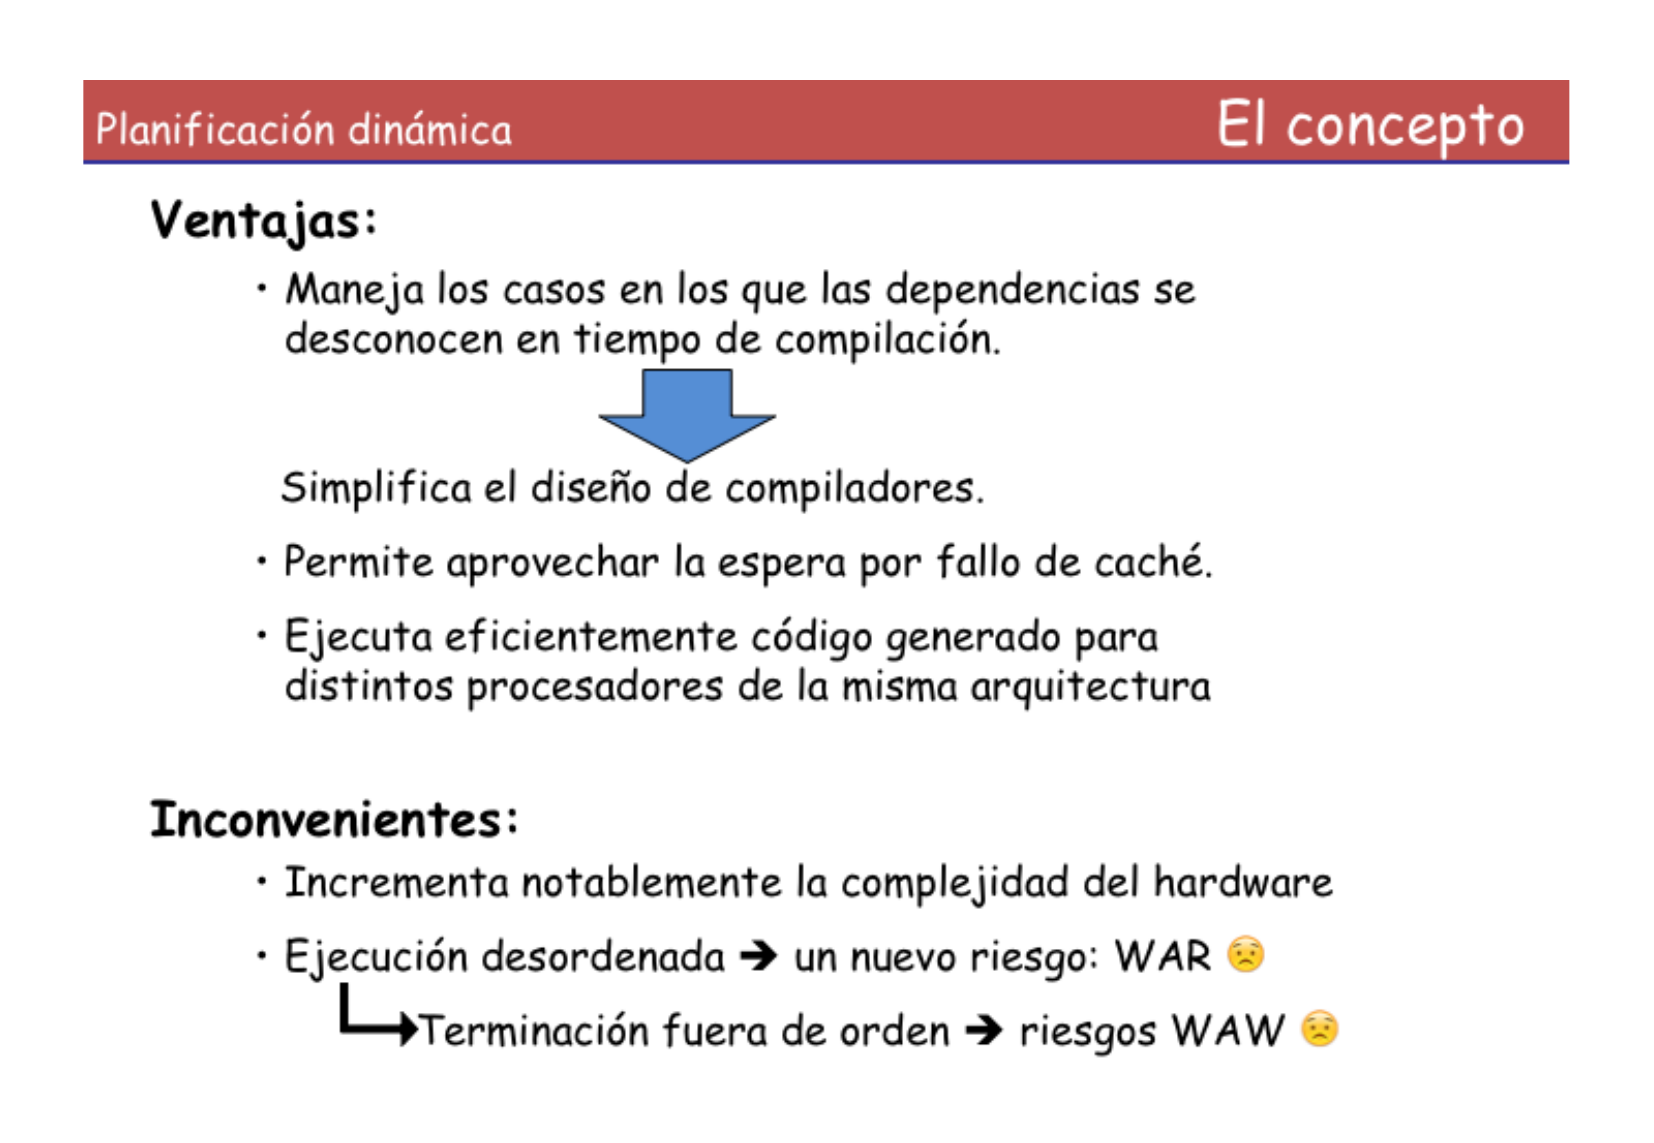 Planificación dinámica
El concepto
Ventajas:
• Maneja los casos en los que las dependencias se
desconocen en tiempo de compilación.
Simplifica el diseño de compiladores.
• Permite aprovechar la espera por fallo de caché.
• Ejecuta eficientemente código generado para
distintos procesadores de la misma arquitectura
Inconvenientes:
• Incrementa notablemente la complejidad del hardware
• Ejecución desordenada ➔ un nuevo riesgo: WAR 😟
Terminación fuera de orden ➔ riesgos WAW 😟